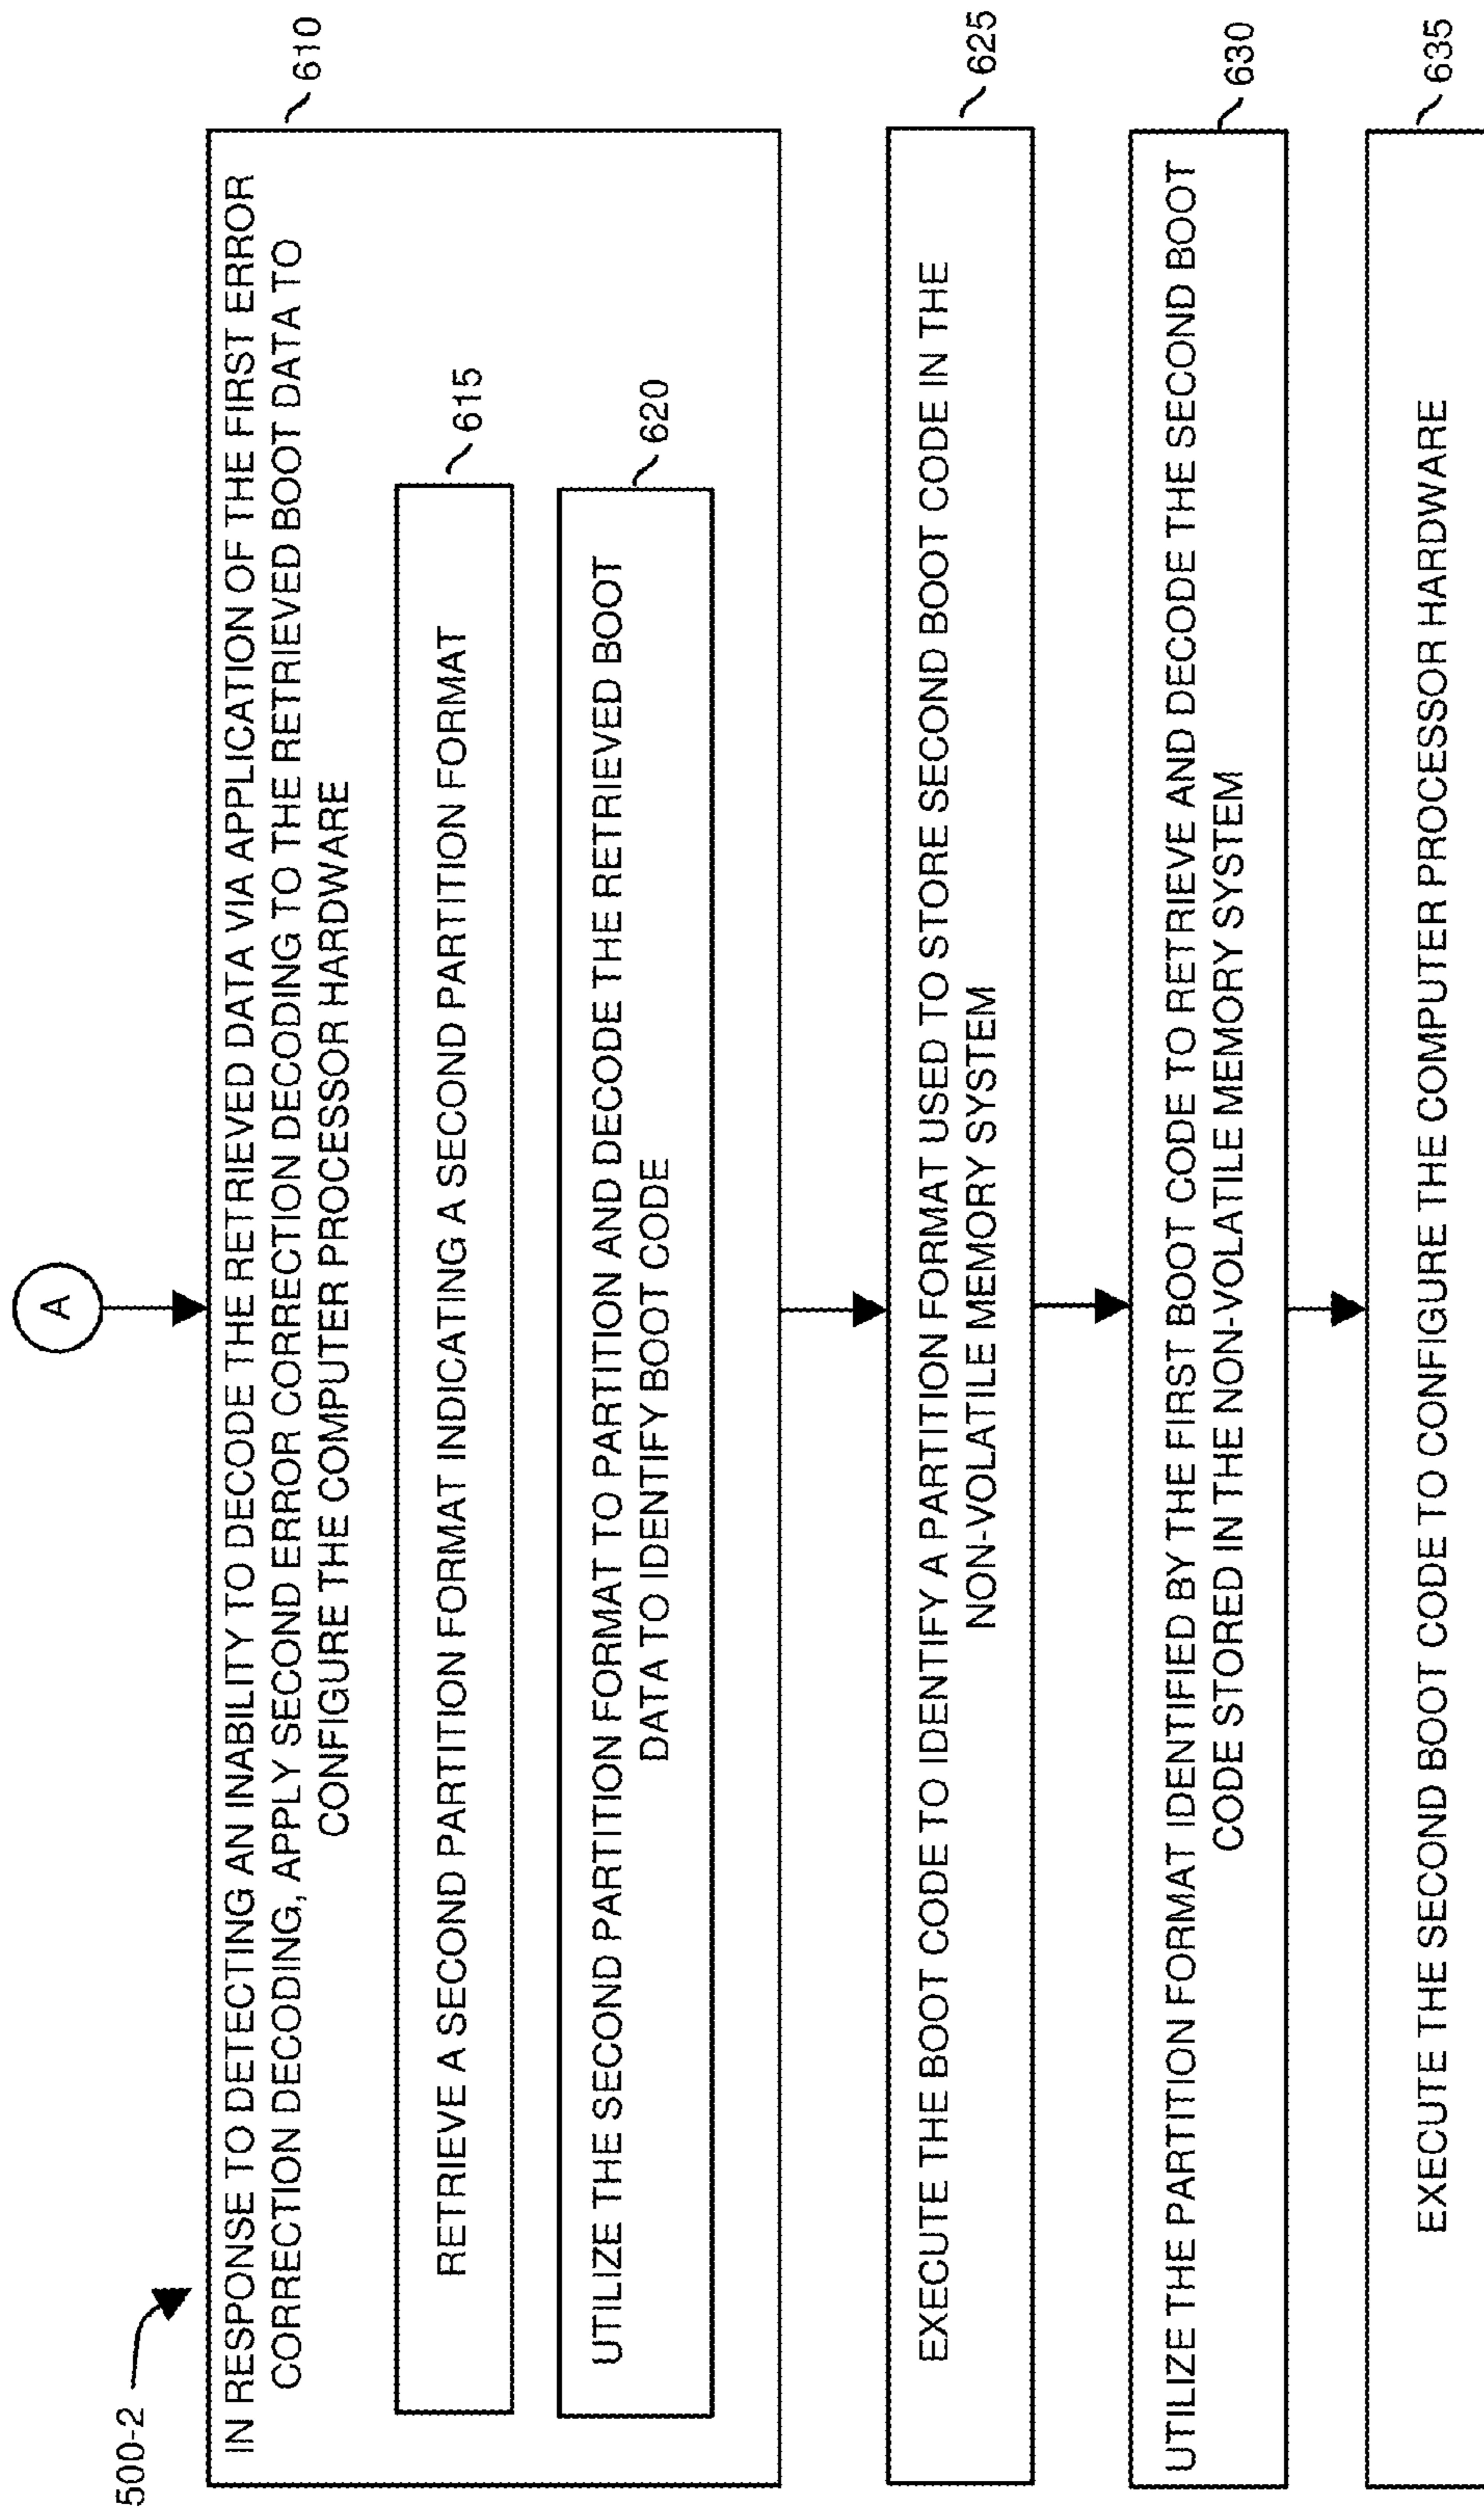 500-2
A
610
IN RESPONSE TO DETECTING AN INABILITY TO DECODE THE RETRIEVED DATA VIA APPLICATION OF THE FIRST ERROR
CORRECTION DECODING, APPLY SECOND ERROR CORRECTION DECODING TO THE RETRIEVED BOOT DATA TO
CONFIGURE THE COMPUTER PROCESSOR HARDWARE
615
RETRIEVE A SECOND PARTITION FORMAT INDICATING A SECOND PARTITION FORMAT
620
UTILIZE THE SECOND PARTITION FORMAT TO PARTITION AND DECODE THE RETRIEVED BOOT
DATA TO IDENTIFY BOOT CODE
625
EXECUTE THE BOOT CODE TO IDENTIFY A PARTITION FORMAT USED TO STORE SECOND BOOT CODE IN THE
NON-VOLATILE MEMORY SYSTEM
630
UTILIZE THE PARTITION FORMAT IDENTIFIED BY THE FIRST BOOT CODE TO RETRIEVE AND DECODE THE SECOND BOOT
CODE STORED IN THE NON-VOLATILE MEMORY SYSTEM
635
EXECUTE THE SECOND BOOT CODE TO CONFIGURE THE COMPUTER PROCESSOR HARDWARE